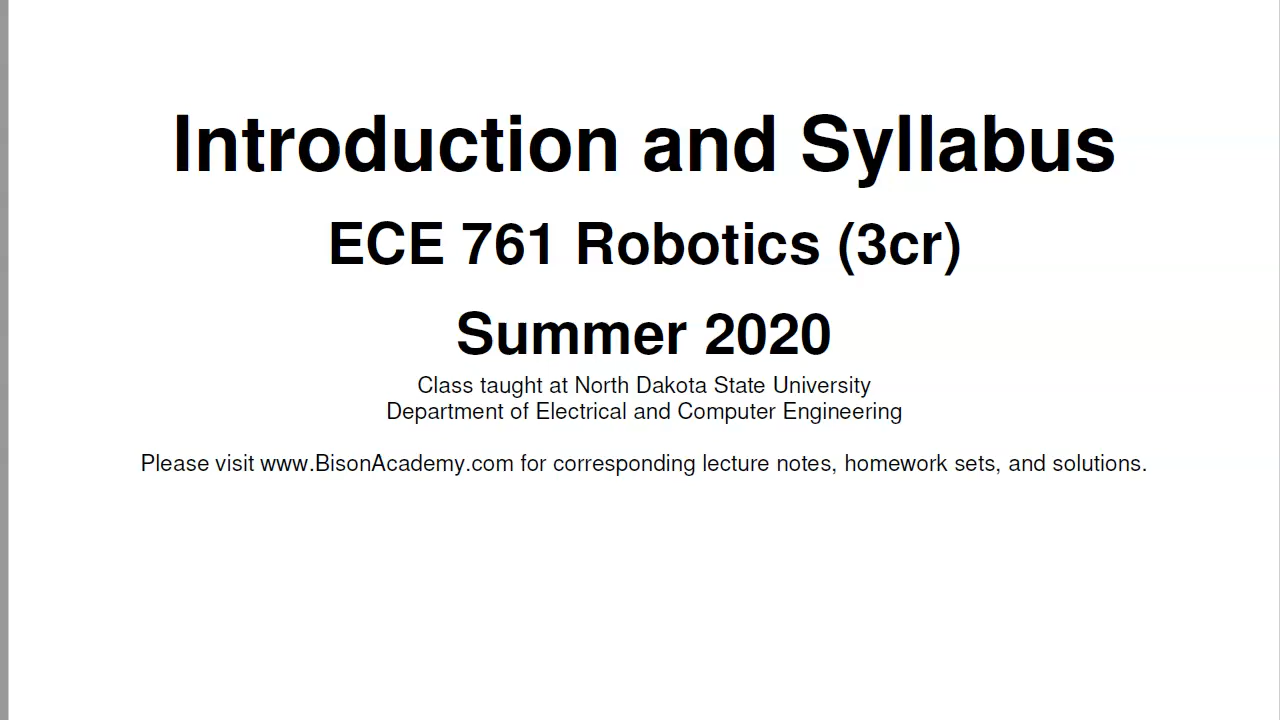 Introduction and Syllabus
ECE 761 Robotics (3cr)
Summer 2020
Class taught at North Dakota State University
Department of Electrical and Computer Engineering
Please visit www.BisonAcademy.com for corresponding lecture notes, homework sets, and solutions.